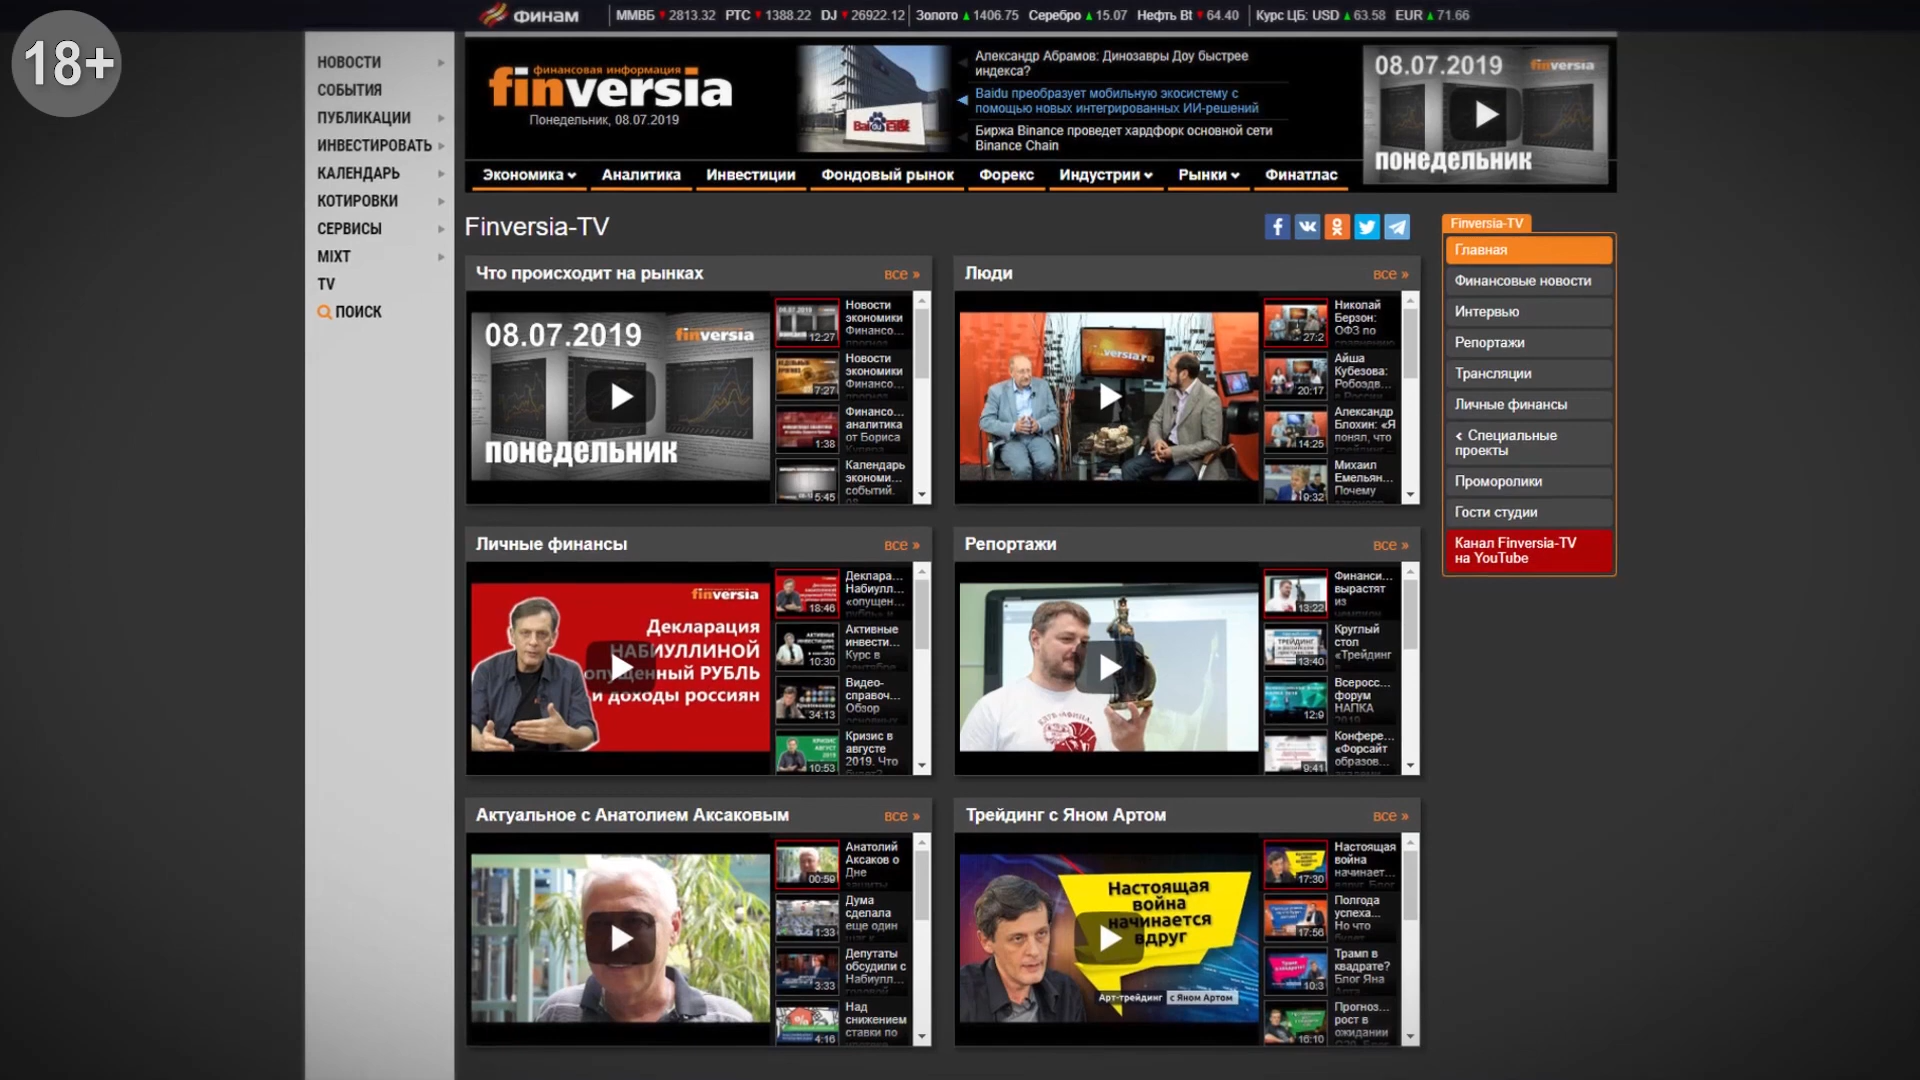 18+
ФИНАМ
ММВБ 2813.32 РТС 1388.22 DJ 26922.12 Золото 1406.75 Серебро 15.07 Нефть Bt 64.40 Курс ЦБ: USD 63.58 EUR 71.66
НОВОСТИ
СОБЫТИЯ
ПУБЛИКАЦИИ
ИНВЕСТИРОВАТЬ
КАЛЕНДАРЬ
КОТИРОВКИ
СЕРВИСЫ
MIXT
TV
ПОИСК
финансовая информация
finversia
Понедельник, 08.07.2019
Александр Абрамов: Динозавры Доу быстрее
индекса?
Baidu преобразует мобильную экосистему с
помощью новых интегрированных ИИ-решений
Биржа Binance проведет хардфорк основной сети
Binance Chain
08.07.2019
finversia
понедельник
Экономика Аналитика Инвестиции Фондовый рынок Форекс Индустрии Рынки Финатлас
Finversia-TV
Что происходит на рынках
все »
08.07.2019
finversia
понедельник
12:27
Новости
экономики
Финансо...
7:27
Новости
экономики
Финансо...
1:38
Финансо...
аналитика
от Бориса
5:45
Календарь
экономи...
событий.
Люди
все »
27:2
Николай
Берзон:
ОФЗ по
20:17
Айша
Кубезова:
Робоэдв...
14:25
Александр
Блохин: «Я
понял, что
9:32
Михаил
Емельян...
Почему
Личные финансы
все »
finversia
Декларация
НАБИУЛЛИНОЙ
опущенный РУБЛЬ
и доходы россиян
18:46
Деклара...
Набиулл...
«опущен...
10:30
Активные
инвести...
Курс в
34:13
Видео-
справоч...
Обзор
10:53
Кризис в
августе
2019. Что
Репортажи
все »
13:22
Финанси...
вырастят
из
13:40
Круглый
стол
«Трейдинг
12:9
Всеросс...
форум
НАПКА
2019
9:41
Конфере...
«Форсайт
образов...
Актуальное с Анатолием Аксаковым
все »
00:59
Анатолий
Аксаков о
Дне
защиты
1:33
Дума
сделала
еще один
3:33
Депутаты
обсудили с
Набиулл...
4:16
Над
снижением
ставки по
Трейдинг с Яном Артом
все »
Настоящая
война
начинается
вдруг
Арт-трейдинг с Яном Артом
17:30
Настоящая
война
начинает...
17:56
Полгода
успеха...
Но что
10:3
Трамп в
квадрате?
Блог Яна
16:10
Прогноз...
рост в
ожидании
Finversia-TV
Главная
Финансовые новости
Интервью
Репортажи
Трансляции
Личные финансы
‹ Специальные
проекты
Проморолики
Гости студии
Канал Finversia-TV
на YouTube